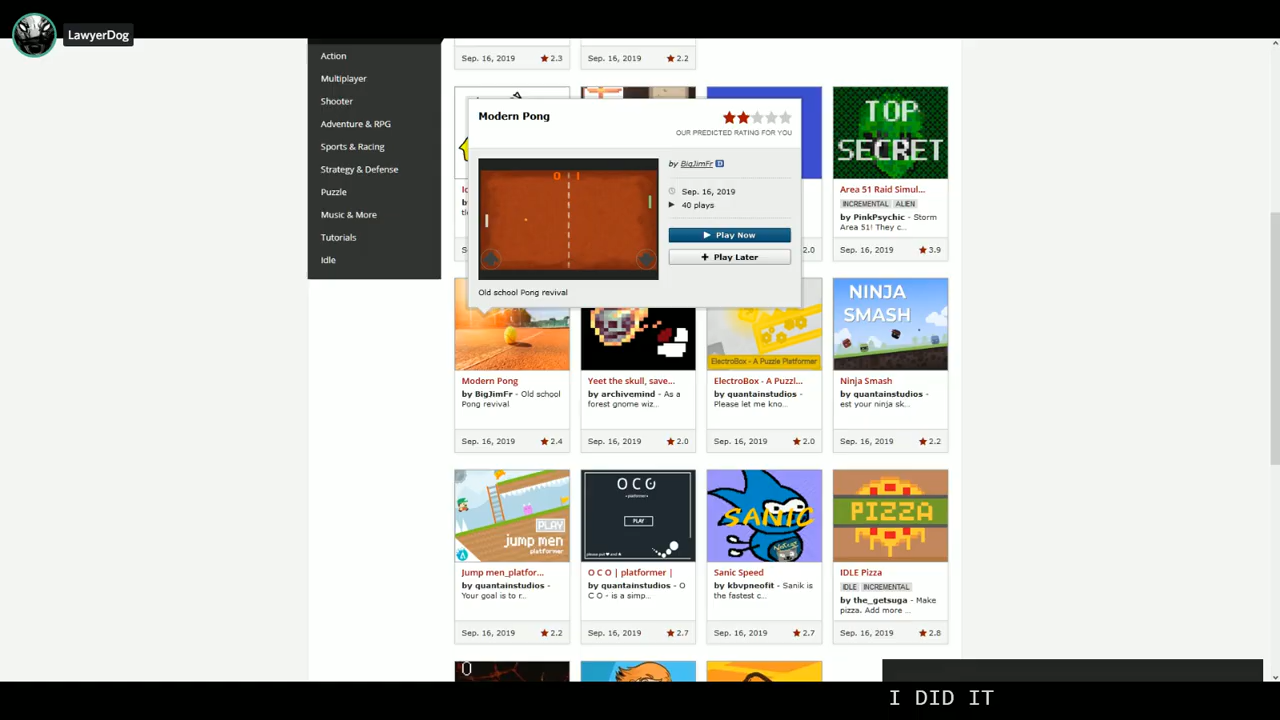 LawyerDog
Action
Multiplayer
Shooter
Adventure & RPG
Sports & Racing
Strategy & Defense
Puzzle
Music & More
Tutorials
Idle
Sep. 16, 2019 ★ 2.3
Sep. 16, 2019 ★ 2.2
Modern Pong
OUR PREDICTED RATING FOR YOU
0 1
by BigJimFr D
Sep. 16, 2019
40 plays
Play Now
+ Play Later
Old school Pong revival
2.0
TOP
SECRET
Area 51 Raid Simul...
INCREMENTAL ALIEN
by PinkPsychic - Storm
Area 51! They c...
Sep. 16, 2019 ★ 3.9
Modern Pong
by BigJimFr - Old school
Pong revival
Sep. 16, 2019 ★ 2.4
Yeet the skull, save...
by archivemind - As a
forest gnome wiz...
Sep. 16, 2019 ★ 2.0
ElectroBox - A Puzzle Platformer
ElectroBox - A Puzzl...
by quantainstudios -
Please let me kno...
Sep. 16, 2019 ★ 2.0
NINJA
SMASH
Ninja Smash
by quantainstudios -
est your ninja sk...
Sep. 16, 2019 ★ 2.2
PLAY
jump men
platformer
Jump men_platfor...
by quantainstudios -
Your goal is to r...
Sep. 16, 2019 ★ 2.2
O C O
- platformer -
PLAY
O C O | platformer |
by quantainstudios - O
C O - is a simp...
Sep. 16, 2019 ★ 2.7
SANIC
Sanic Speed
by kbvpneofit - Sanik is
the fastest c...
Sep. 16, 2019 ★ 2.7
PIZZA
IDLE Pizza
IDLE INCREMENTAL
by the_getsuga - Make
pizza. Add more ...
Sep. 16, 2019 ★ 2.8
I DID IT